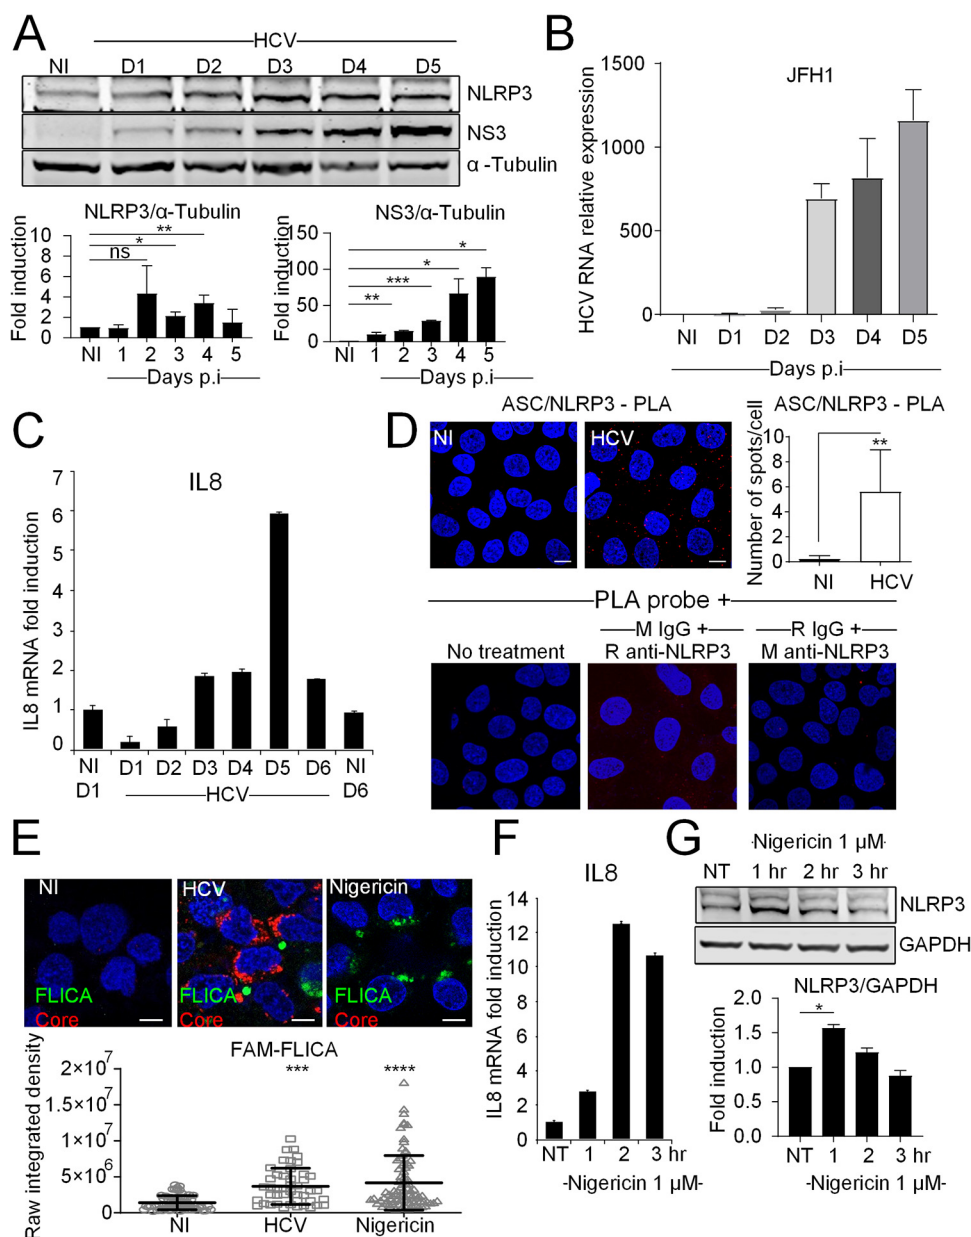 A
HCV
NI D1 D2 D3 D4 D5
NLRP3
NS3
α -Tubulin
NLRP3/α-Tubulin
Fold induction
10
8
6
4
2
0
**
*
ns
NI 1 2 3 4 5
Days p.i
NS3/α-Tubulin
Fold induction
150
100
50
0
*
*
***
**
NI 1 2 3 4 5
Days p.i
B
JFH1
HCV RNA relative expression
1500
1000
500
0
NI D1 D2 D3 D4 D5
Days p.i
C
IL8
IL8 mRNA fold induction
7
6
5
4
3
2
1
0
NI D1 D2 D3 D4 D5 D6 NI
D1 HCV D6
D
ASC/NLRP3 - PLA
NI
HCV
ASC/NLRP3 - PLA
Number of spots/cell
10
8
6
4
2
0
**
NI HCV
PLA probe +
No treatment
M IgG +
R anti-NLRP3
R IgG +
M anti-NLRP3
E
NI
FLICA
Core
HCV
FLICA
Core
Nigericin
FLICA
Core
FAM-FLICA
Raw integrated density
2×10⁷
1.5×10⁷
1×10⁷
5×10⁶
0
***
****
NI HCV Nigericin
F
IL8
IL8 mRNA fold induction
14
12
10
8
6
4
2
0
NT 1 2 3 hr
-Nigericin 1 µM-
G
·Nigericin 1 µM·
NT 1 hr 2 hr 3 hr
NLRP3
GAPDH
NLRP3/GAPDH
Fold induction
2.0
1.5
1.0
0.5
0.0
*
NT 1 2 3 hr
-Nigericin 1 µM-